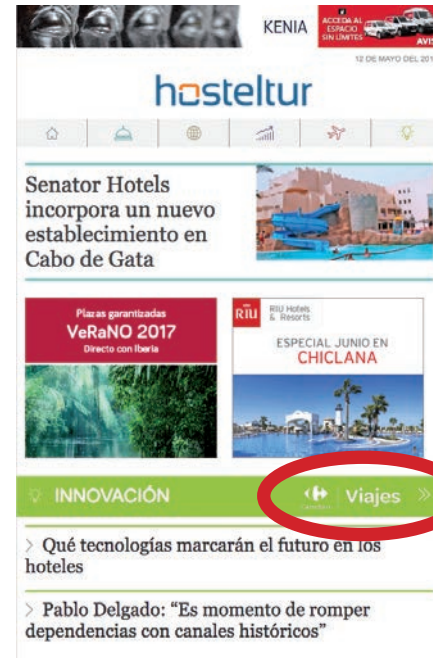 KENIA
ACCEDA AL
ESPACIO
SIN LÍMITES
AVIS
12 DE MAYO DEL 201
hosteltur
Senator Hotels
incorpora un nuevo
establecimiento en
Cabo de Gata
Plazas garantizadas
VeRaNO 2017
Directo con Iberia
RIU
RIU Hotels
& Resorts
ESPECIAL JUNIO EN
CHICLANA
INNOVACIÓN
Viajes »
> Qué tecnologías marcarán el futuro en los
hoteles
> Pablo Delgado: “Es momento de romper
dependencias con canales históricos”